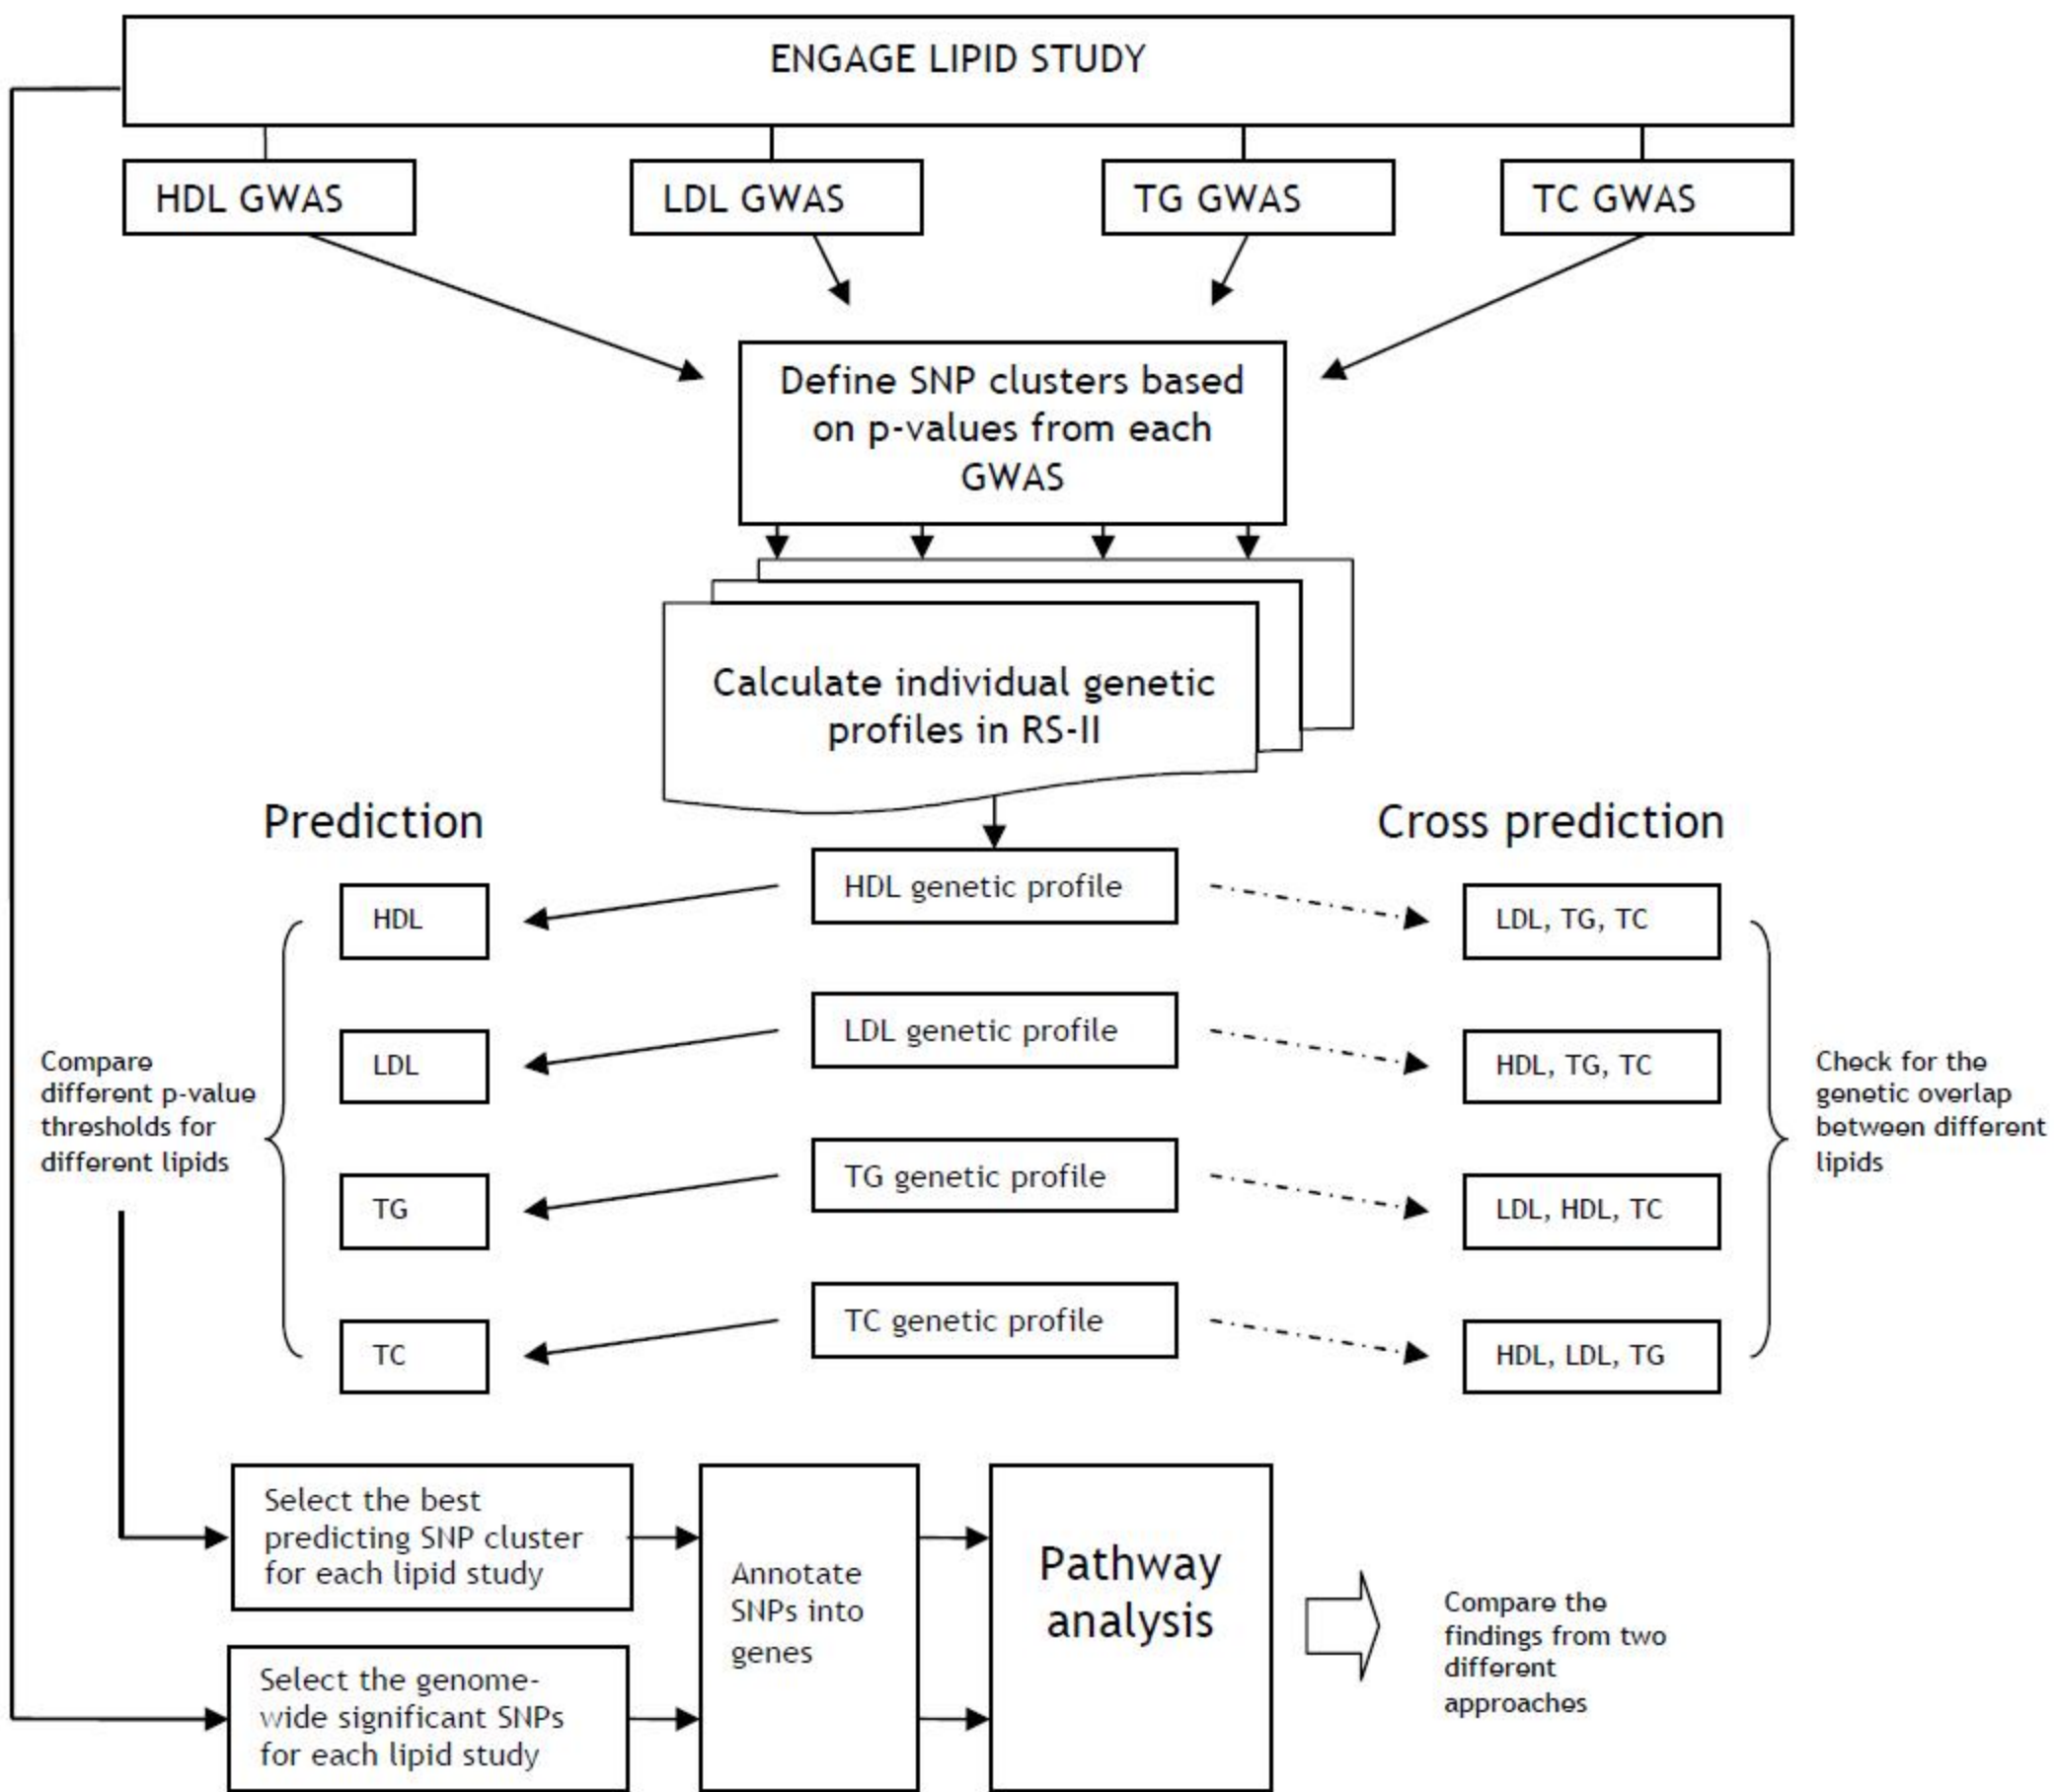 ENGAGE LIPID STUDY
HDL GWAS
LDL GWAS
TG GWAS
TC GWAS
Define SNP clusters based
on p-values from each
GWAS
Calculate individual genetic
profiles in RS-II
Prediction
Cross prediction
HDL
HDL genetic profile
LDL, TG, TC
LDL
LDL genetic profile
HDL, TG, TC
TG
TG genetic profile
LDL, HDL, TC
TC
TC genetic profile
HDL, LDL, TG
Compare
different p-value
thresholds for
different lipids
Check for the
genetic overlap
between different
lipids
Select the best
predicting SNP cluster
for each lipid study
Select the genome-
wide significant SNPs
for each lipid study
Annotate
SNPs into
genes
Pathway
analysis
Compare the
findings from two
different
approaches